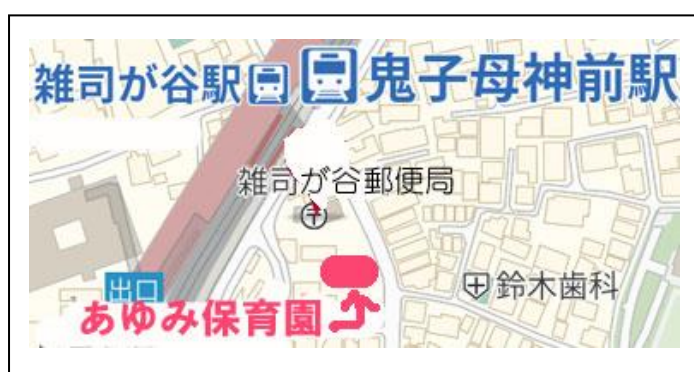 雑司が谷駅
鬼子母神前駅
雑司が谷郵便局
出口
鈴木歯科
あゆみ保育園